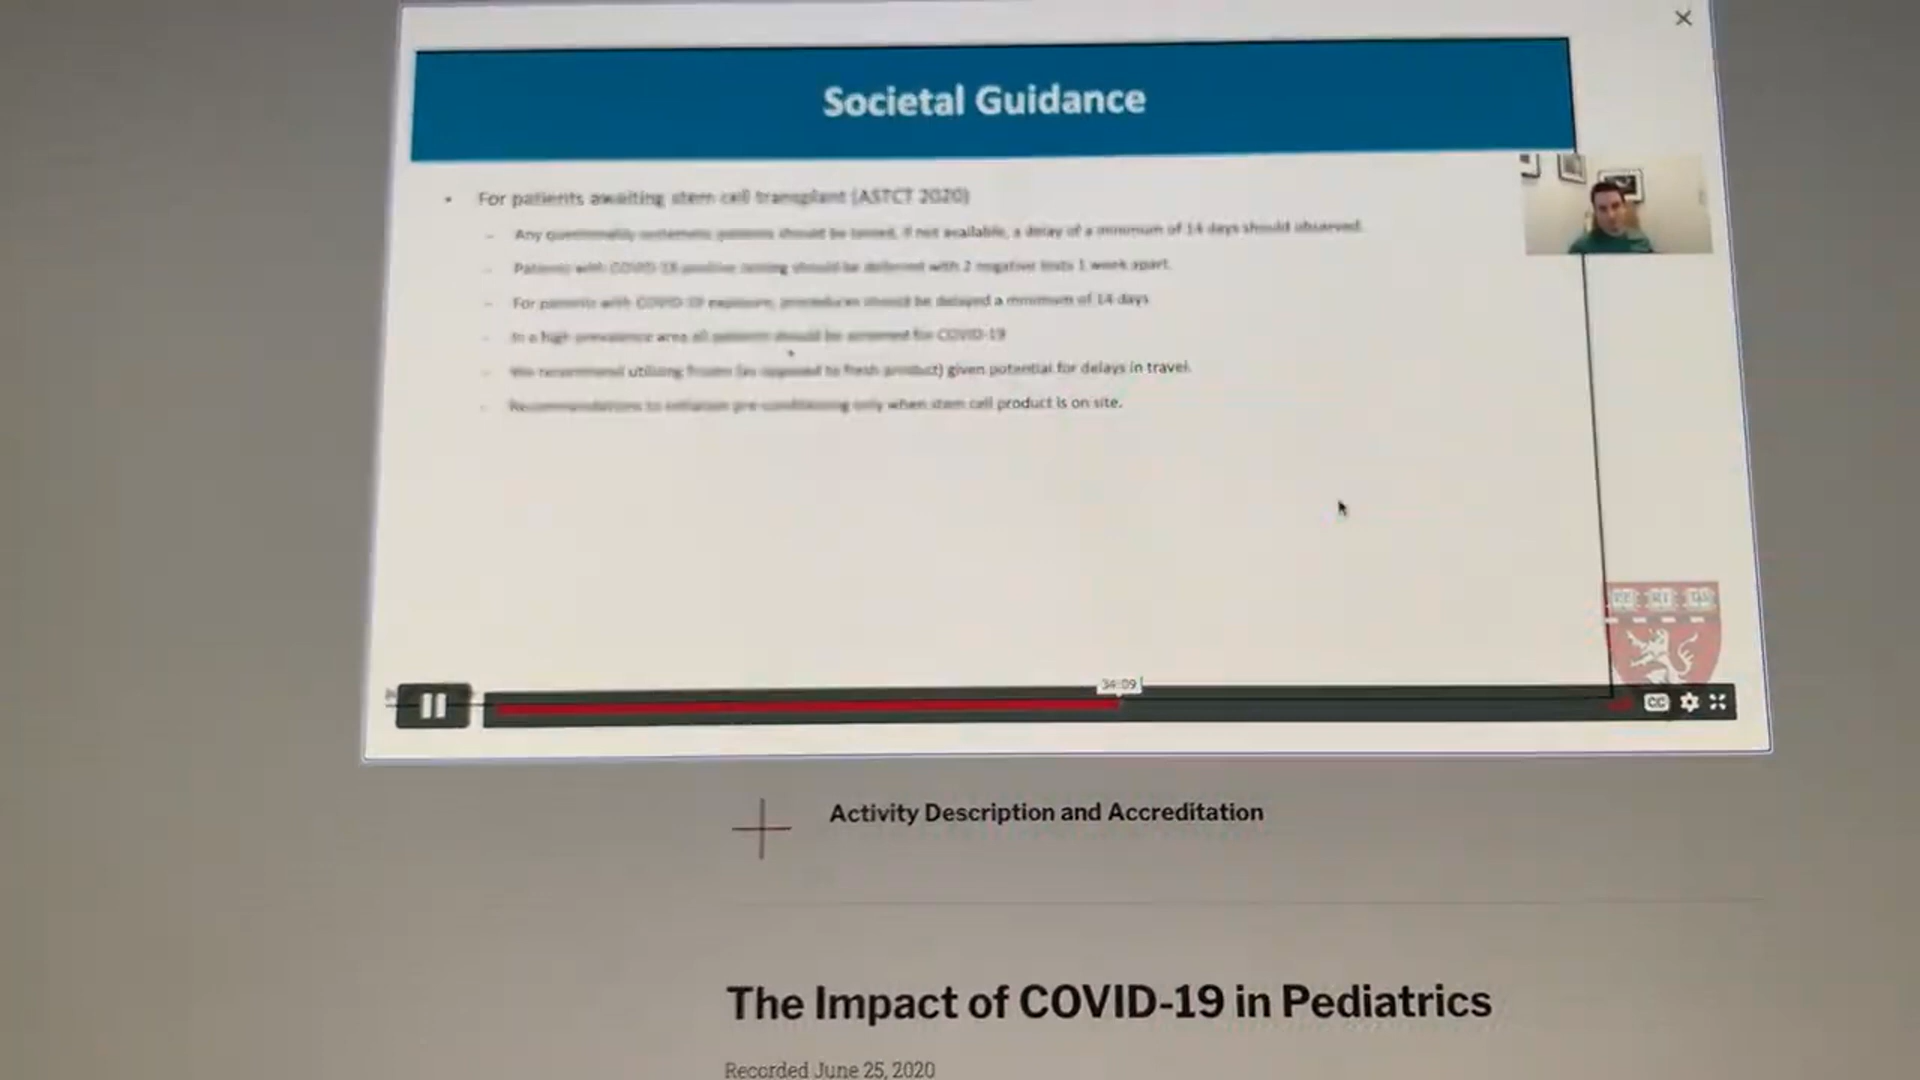 Societal Guidance
For patients awaiting stem cell transplant (ASTCT 2020)
Any patients should be tested, if not available, a delay of a minimum of 14 days should observed.
Patients with COVID-19 positive testing should be deferred with 2 negative tests 1 week apart.
For patients with COVID-19 exposure, procedures should be delayed a minimum of 14 days
In a high prevalence area all patients should be screened for COVID-19
We recommend utilizing frozen (as opposed to fresh product) given potential for delays in travel.
Recommendations to pre-conditioning only when stem cell product is on site.
VE RI TAS
34:09
CC
Activity Description and Accreditation
The Impact of COVID-19 in Pediatrics
Recorded June 25, 2020